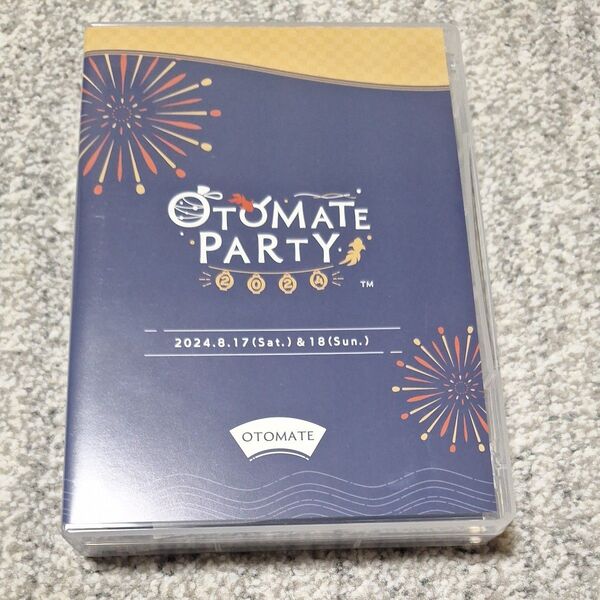 OTOMATE
PARTY
2024 ™
2024.8.17(Sat.) & 18(Sun.)
OTOMATE